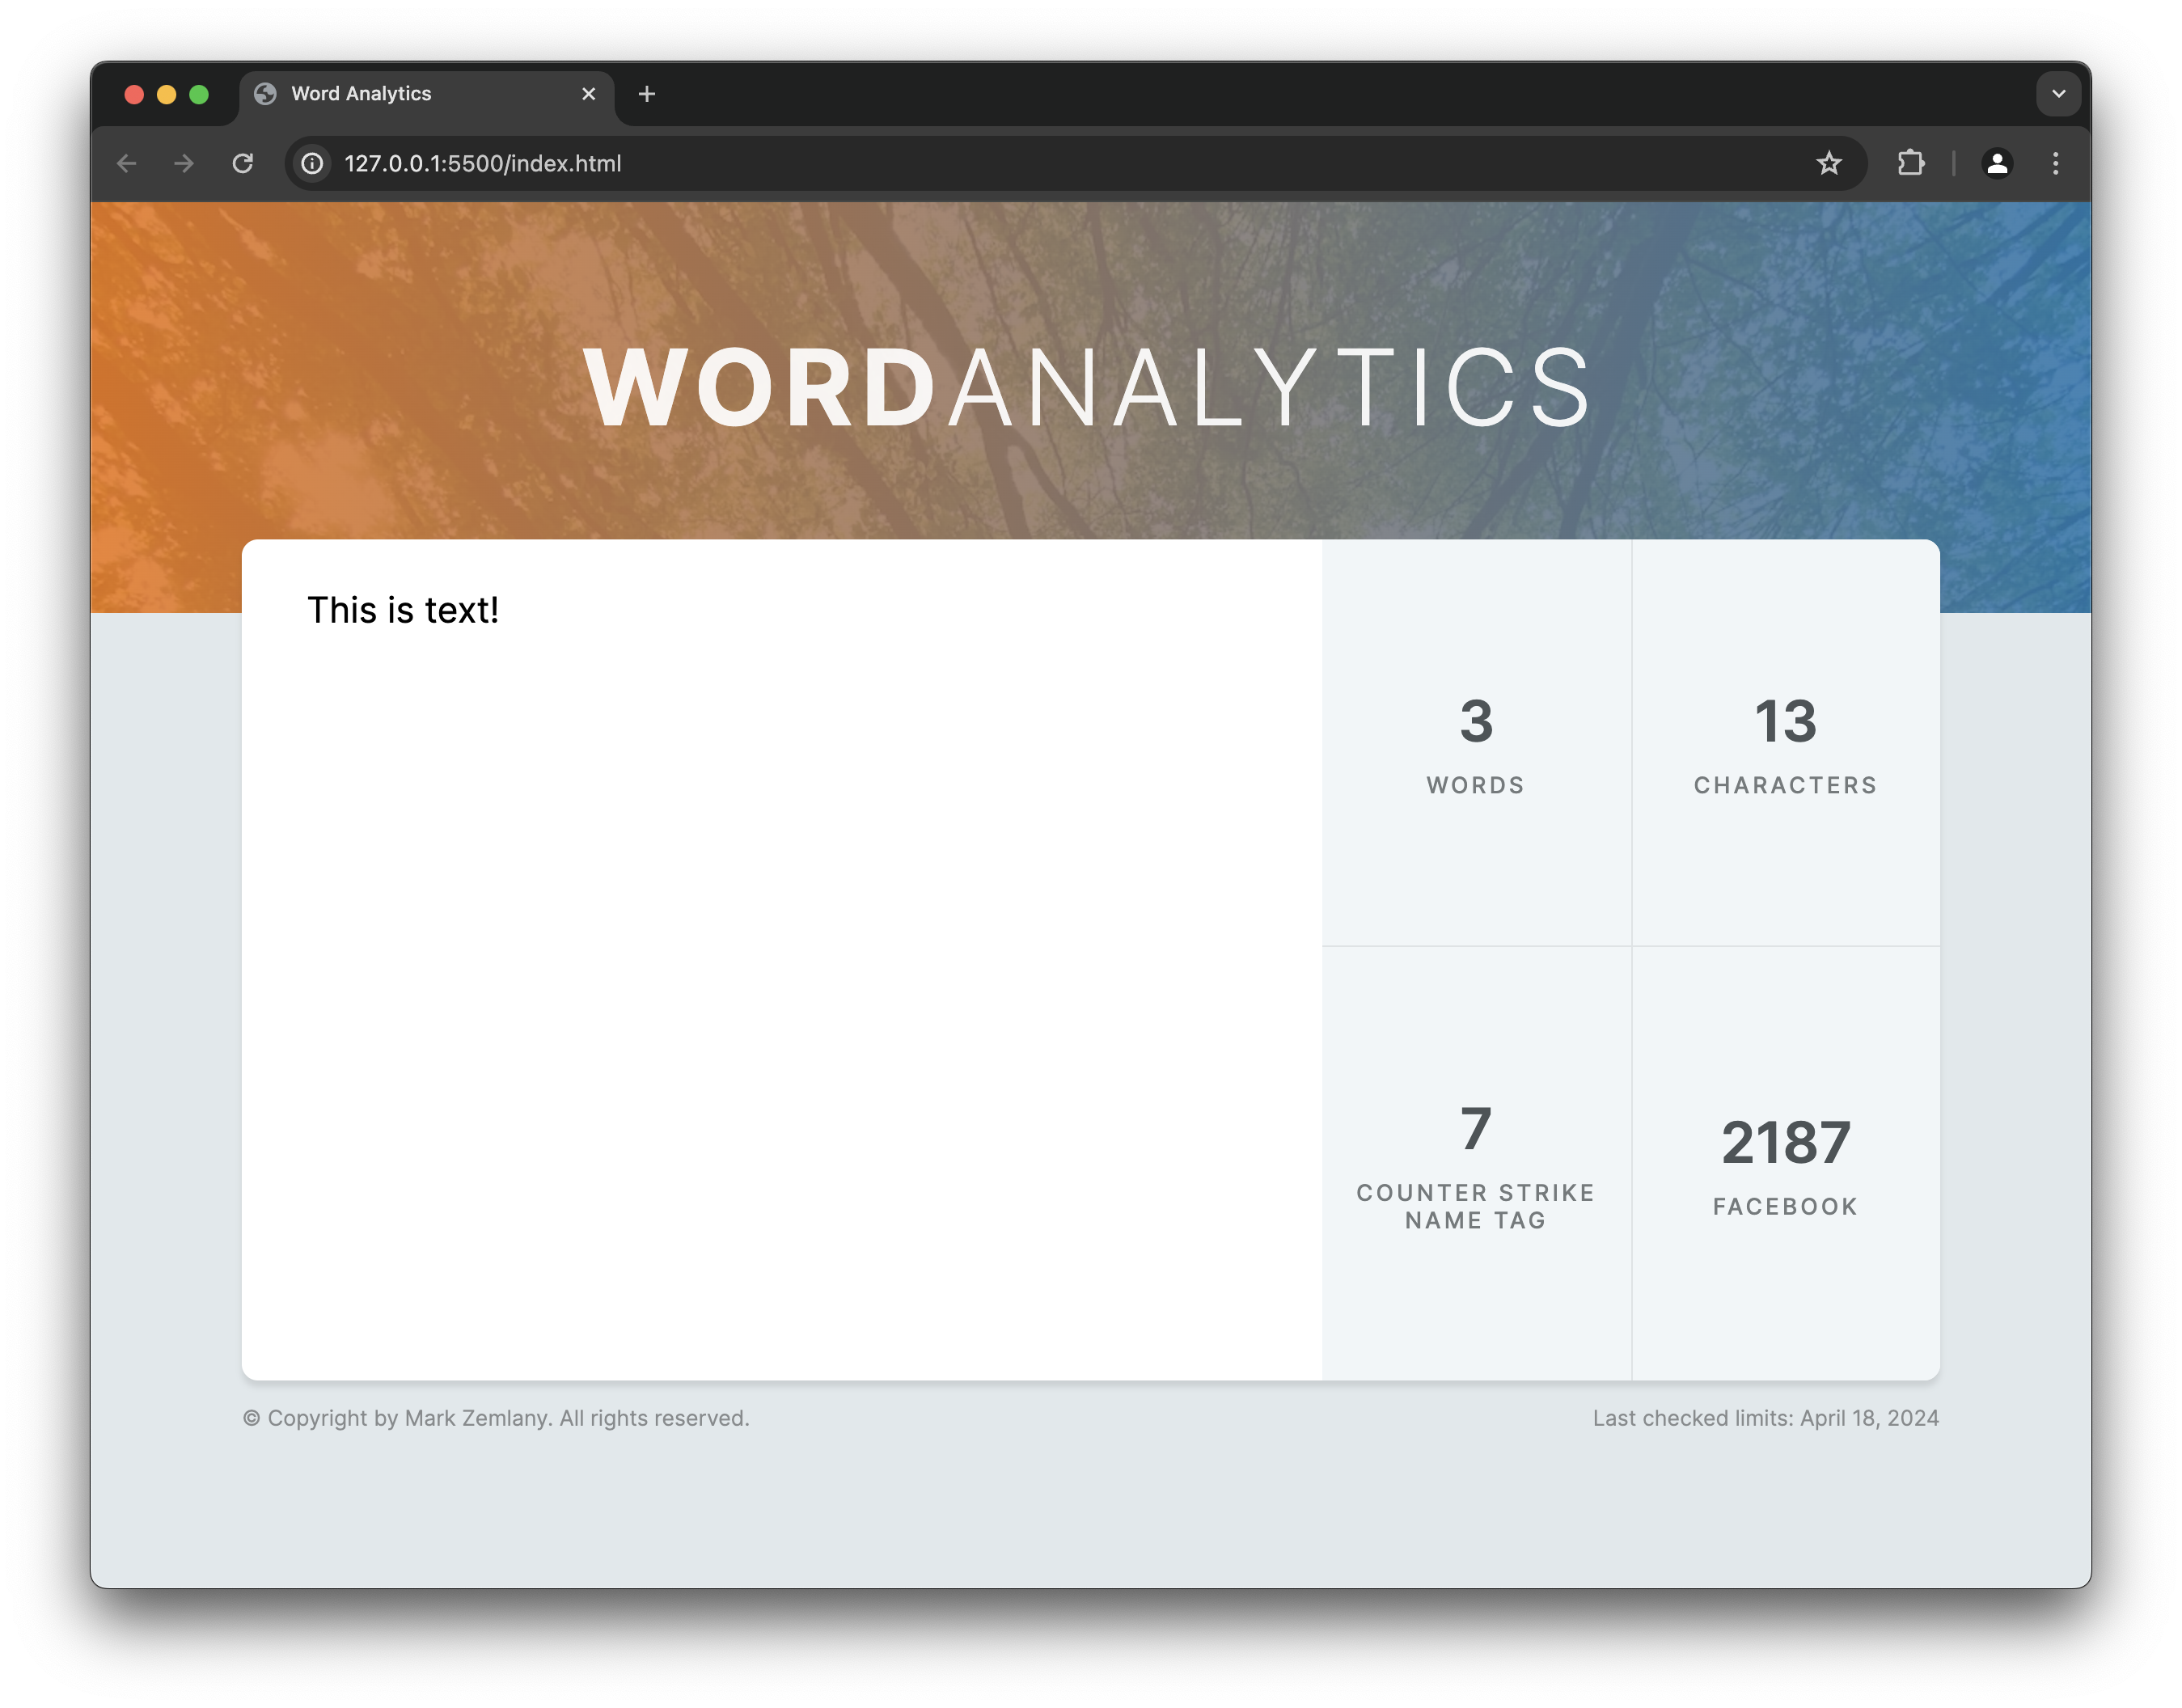 Word Analytics
127.0.0.1:5500/index.html
WORDANALYTICS
This is text!
3
WORDS
13
CHARACTERS
7
COUNTER STRIKE
NAME TAG
2187
FACEBOOK
© Copyright by Mark Zemlany. All rights reserved.
Last checked limits: April 18, 2024